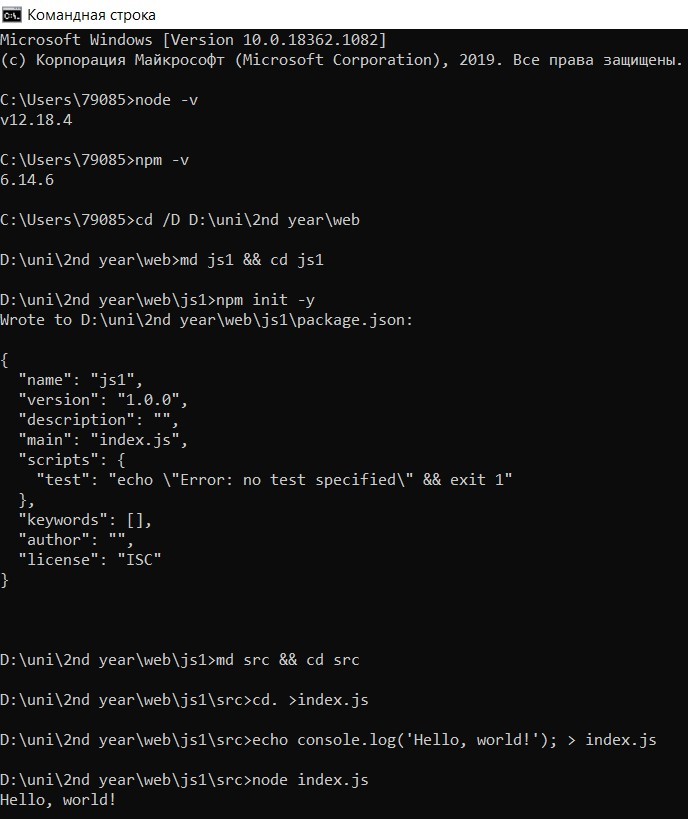 Командная строка
Microsoft Windows [Version 10.0.18362.1082]
(c) Корпорация Майкрософт (Microsoft Corporation), 2019. Все права защищены.
C:\Users\79085>node -v
v12.18.4
C:\Users\79085>npm -v
6.14.6
C:\Users\79085>cd /D D:\uni\2nd year\web
D:\uni\2nd year\web>md js1 && cd js1
D:\uni\2nd year\web\js1>npm init -y
Wrote to D:\uni\2nd year\web\js1\package.json:
{
  "name": "js1",
  "version": "1.0.0",
  "description": "",
  "main": "index.js",
  "scripts": {
    "test": "echo \"Error: no test specified\" && exit 1"
  },
  "keywords": [],
  "author": "",
  "license": "ISC"
}
D:\uni\2nd year\web\js1>md src && cd src
D:\uni\2nd year\web\js1\src>cd. >index.js
D:\uni\2nd year\web\js1\src>echo console.log('Hello, world!'); > index.js
D:\uni\2nd year\web\js1\src>node index.js
Hello, world!